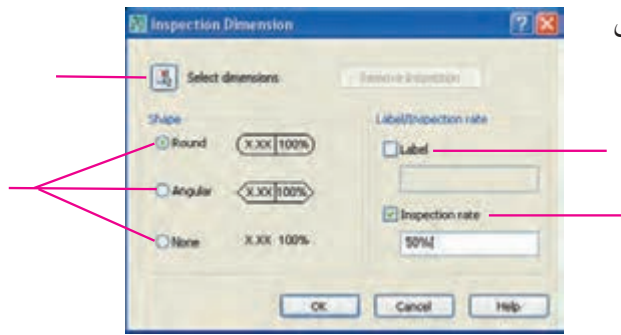 Inspection Dimension
Select dimensions
Remove Inspection
Shape
Label/Inspection rate
Round
X.XX 100%
Label
Angular
X.XX 100%
Inspection rate
None
X.XX 100%
50%
OK
Cancel
Help